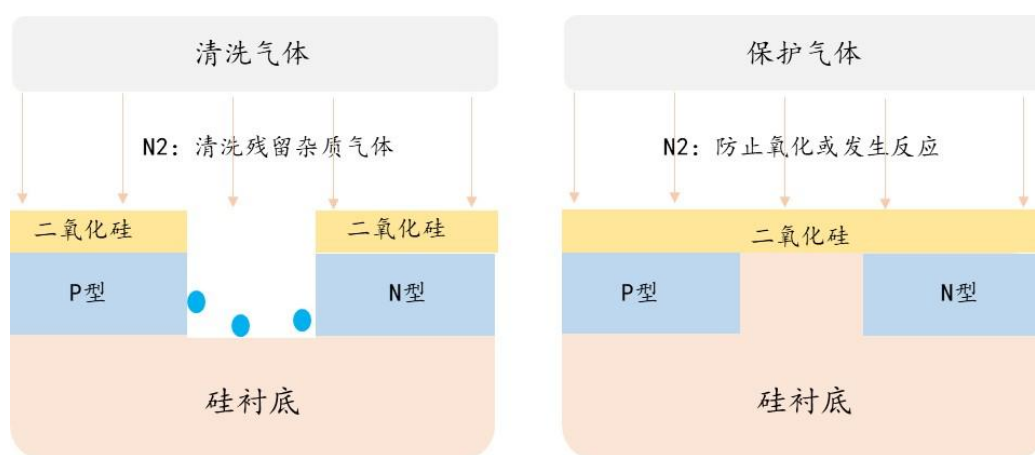 清洗气体
N2：清洗残留杂质气体
二氧化硅
二氧化硅
P型
N型
硅衬底
保护气体
N2：防止氧化或发生反应
二氧化硅
P型
N型
硅衬底